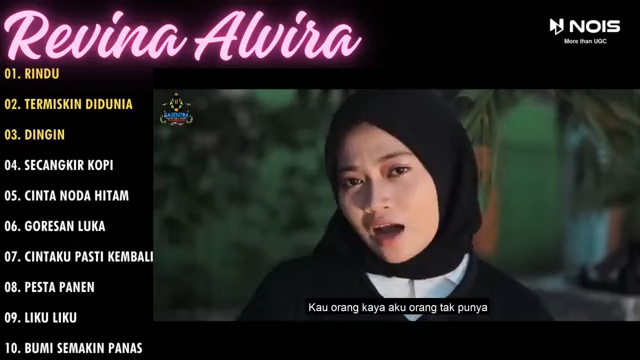 Revina Alvira
NOIS
More than UGC
01. RINDU
02. TERMISKIN DIDUNIA
03. DINGIN
04. SECANGKIR KOPI
05. CINTA NODA HITAM
06. GORESAN LUKA
07. CINTAKU PASTI KEMBALI
08. PESTA PANEN
09. LIKU LIKU
10. BUMI SEMAKIN PANAS
Kau orang kaya aku orang tak punya